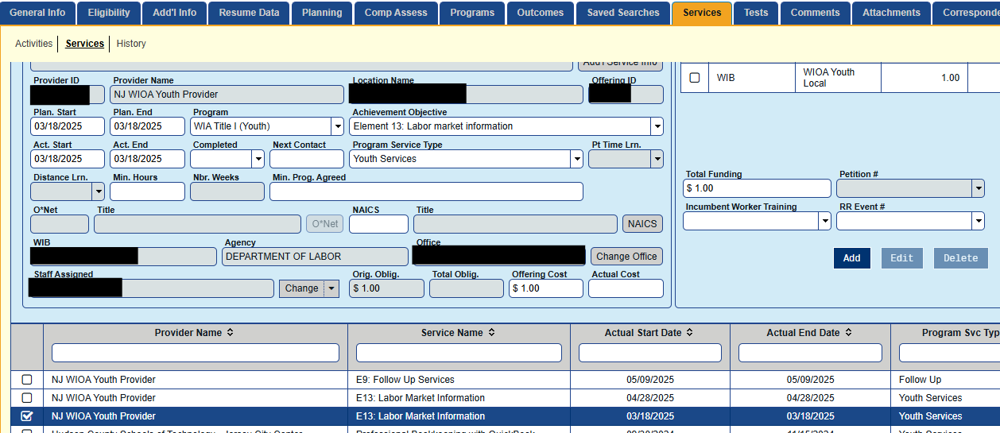 General Info Eligibility Add'l Info Resume Data Planning Comp Assess Programs Outcomes Saved Searches Services Tests Comments Attachments Corresponde
Activities Services History
Add'l Service Info
Provider ID Provider Name Location Name Offering ID
NJ WIOA Youth Provider
WIB WIOA Youth Local 1.00
Plan. Start Plan. End Program Achievement Objective
03/18/2025 03/18/2025 WIA Title I (Youth) Element 13: Labor market information
Act. Start Act. End Completed Next Contact Program Service Type Pt Time Lrn.
03/18/2025 03/18/2025 Youth Services
Distance Lrn. Min. Hours Nbr. Weeks Min. Prog. Agreed
Total Funding Petition #
$ 1.00
O*Net Title NAICS Title
O*Net NAICS
Incumbent Worker Training RR Event #
WIB Agency Office
DEPARTMENT OF LABOR Change Office
Add Edit Delete
Staff Assigned Orig. Oblig. Total Oblig. Offering Cost Actual Cost
Change $ 1.00 $ 1.00
Provider Name Service Name Actual Start Date Actual End Date Program Svc Typ
NJ WIOA Youth Provider E9: Follow Up Services 05/09/2025 05/09/2025 Follow Up
NJ WIOA Youth Provider E13: Labor Market Information 04/28/2025 04/28/2025 Youth Services
NJ WIOA Youth Provider E13: Labor Market Information 03/18/2025 03/18/2025 Youth Services